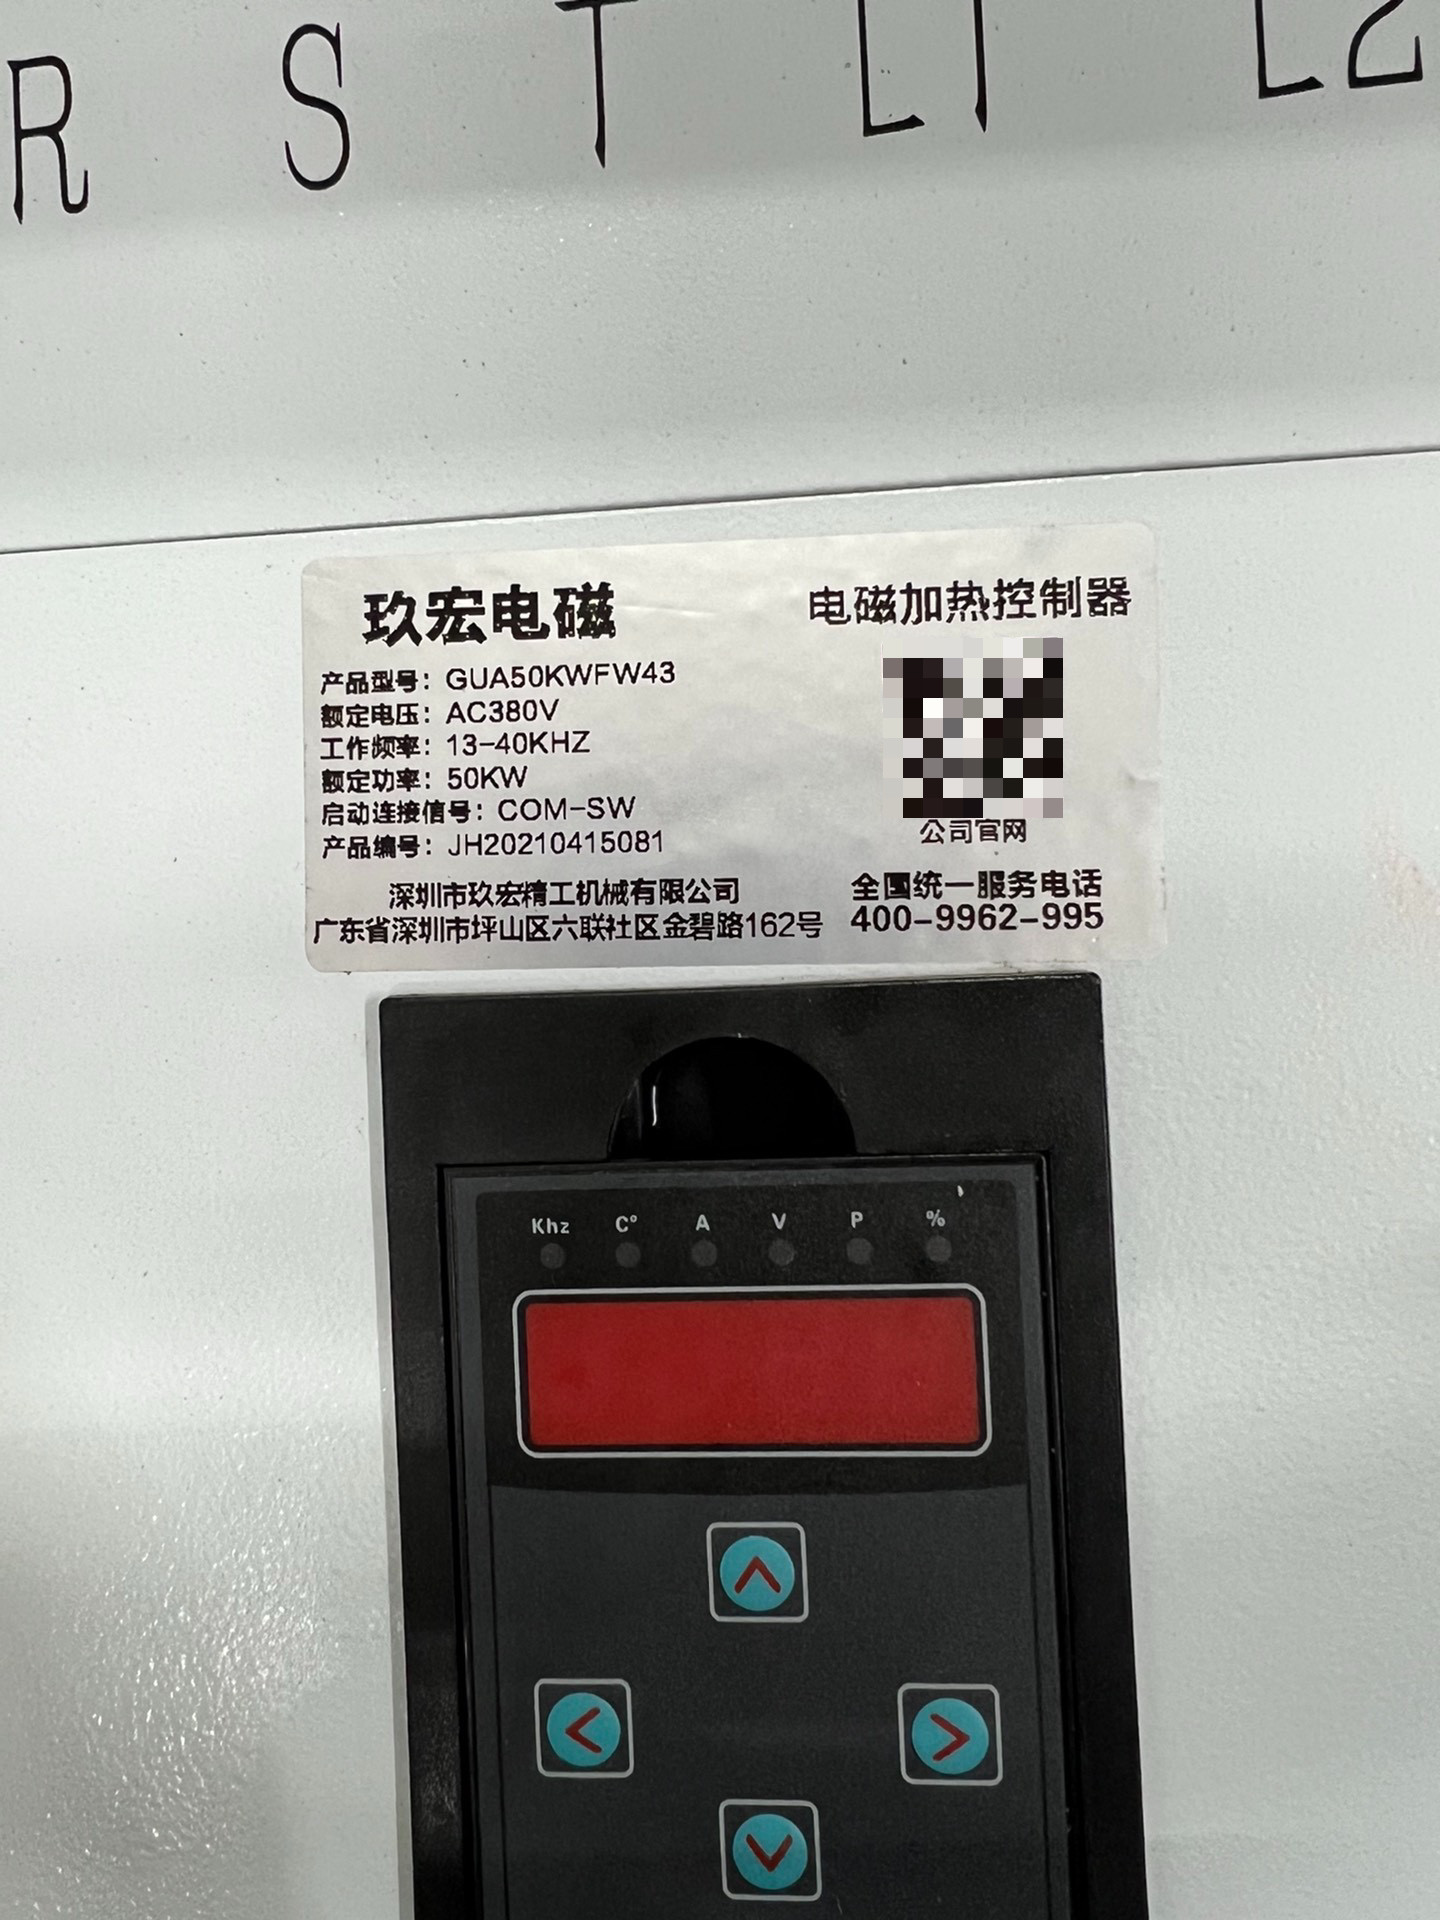 R S T L1 L2
玖宏电磁
电磁加热控制器
产品型号：GUA50KWFW43
额定电压：AC380V
工作频率：13-40KHZ
额定功率：50KW
启动连接信号：COM-SW
产品编号：JH20210415081
公司官网
深圳市玖宏精工机械有限公司
广东省深圳市坪山区六联社区金碧路162号
全国统一服务电话
400-9962-995
Khz C° A V P %